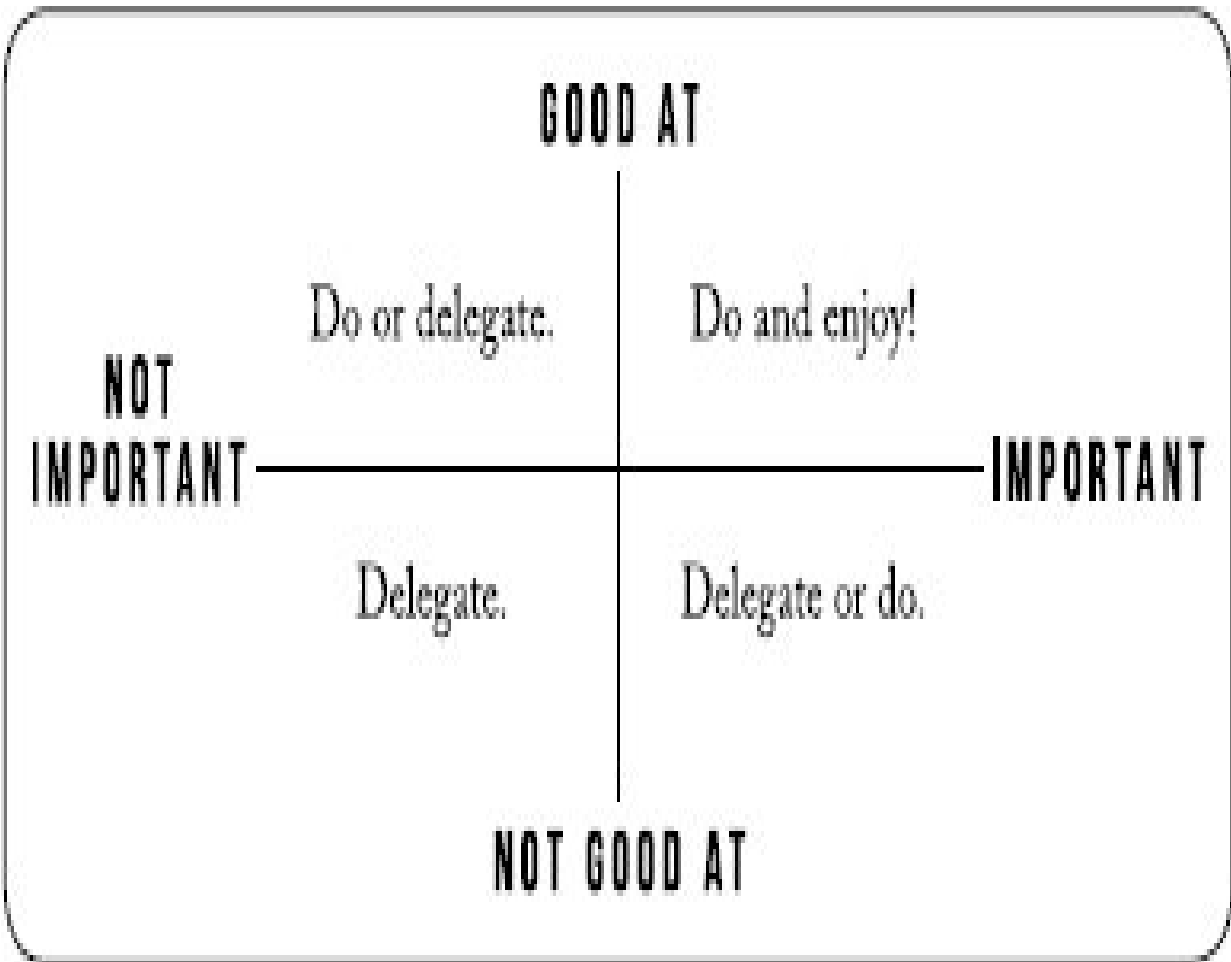 GOOD AT
Do or delegate.
Do and enjoy!
NOT
IMPORTANT
IMPORTANT
Delegate.
Delegate or do.
NOT GOOD AT